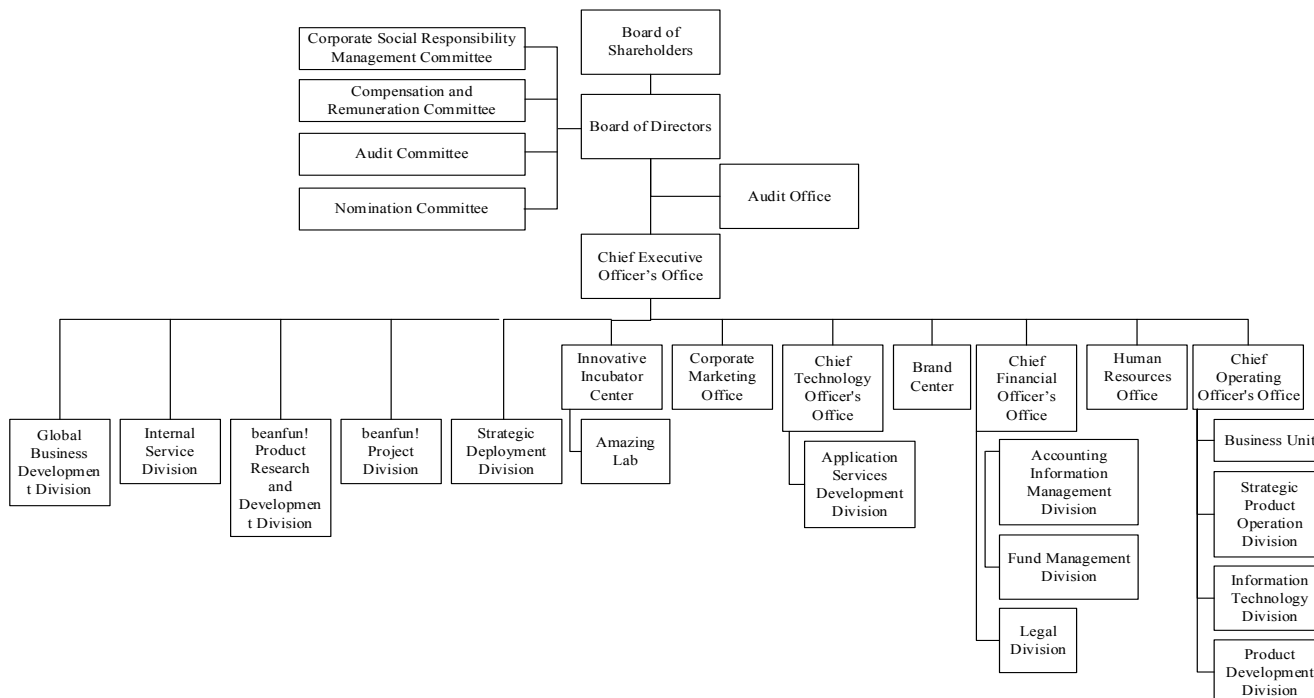 Board of
Shareholders
Corporate Social Responsibility
Management Committee
Compensation and
Remuneration Committee
Board of Directors
Audit Committee
Audit Office
Nomination Committee
Chief Executive
Officer’s Office
Innovative
Incubator
Center
Corporate
Marketing
Office
Chief
Technology
Officer's
Office
Brand
Center
Chief
Financial
Officer’s
Office
Human
Resources
Office
Chief
Operating
Officer's Office
Global
Business
Developmen
t Division
Internal
Service
Division
beanfun!
Product
Research
and
Developmen
t Division
beanfun!
Project
Division
Strategic
Deployment
Division
Amazing
Lab
Application
Services
Development
Division
Accounting
Information
Management
Division
Fund Management
Division
Legal
Division
Business Unit
Strategic
Product
Operation
Division
Information
Technology
Division
Product
Development
Division